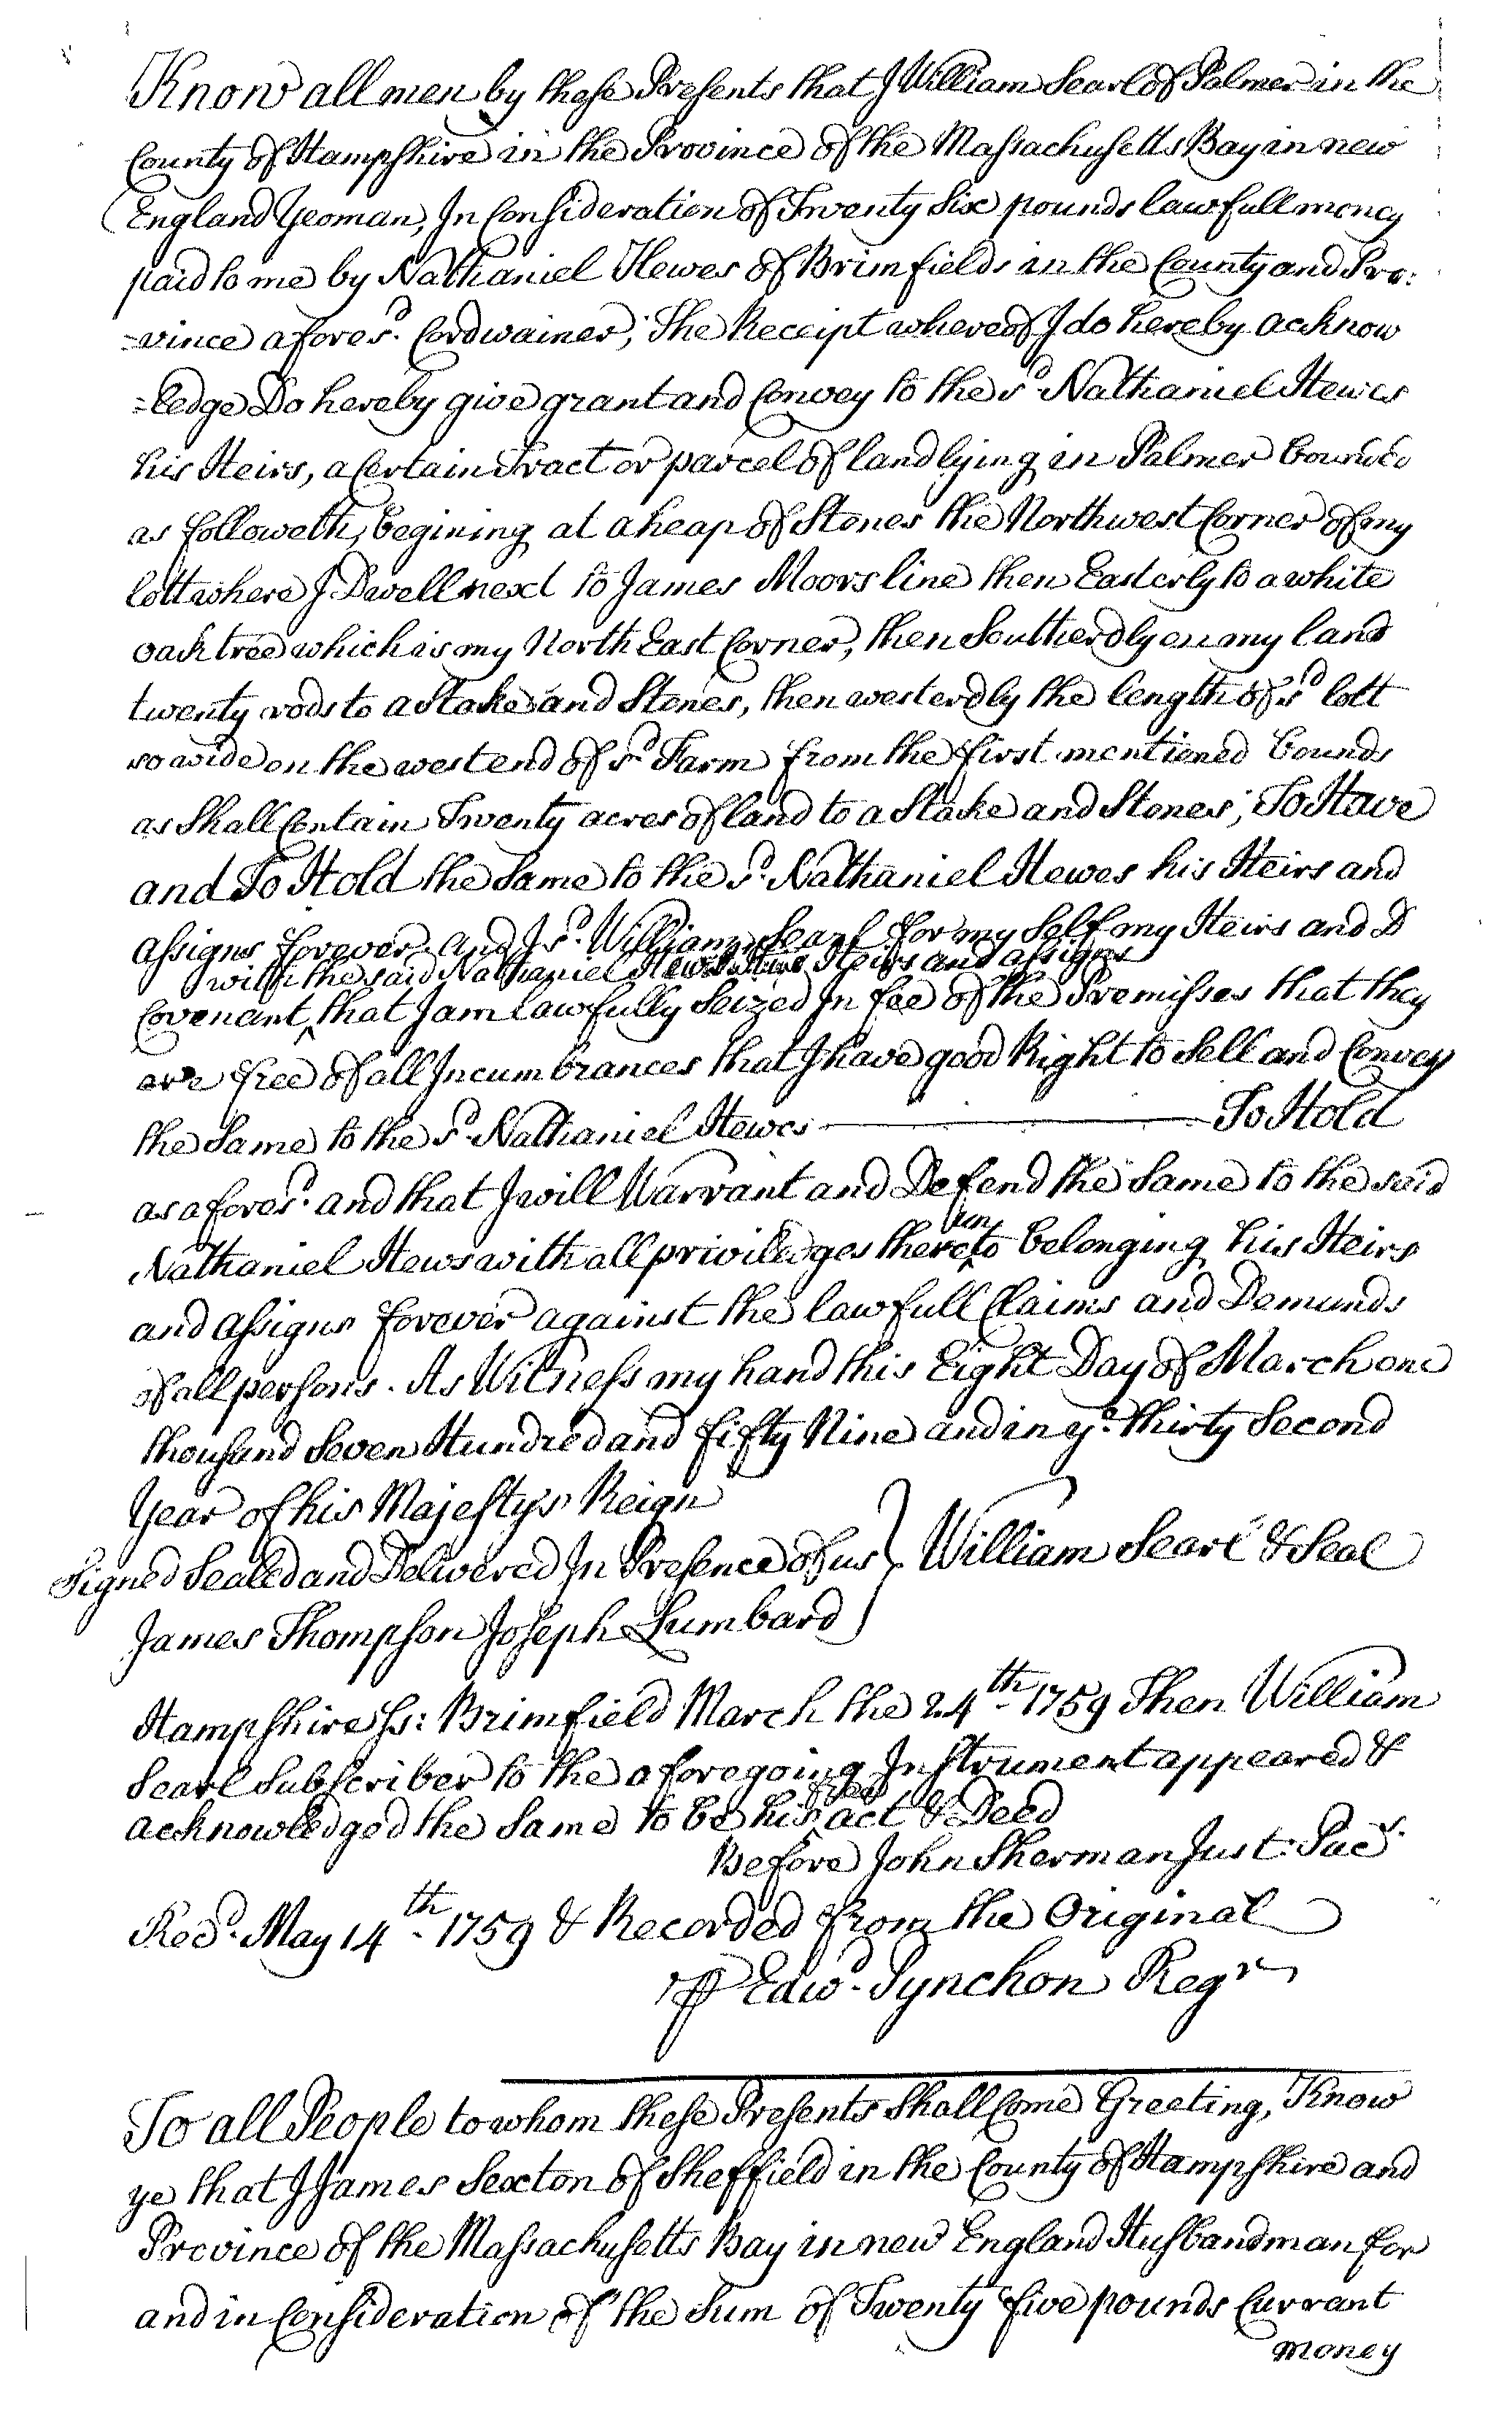 Know all men by these Presents that I William Searl of Palmer in the
County of Hampshire in the Province of the Massachusetts Bay in new
England Yeoman, In Consideration of Twenty Six pounds lawfull money
paid to me by Nathaniel Hewes of Brimfields in the County and Pro:
=vince afores.d Cordwainer, The Receipt whereof I do hereby acknow
=ledge Do hereby give grant and Convey to the s.d Nathaniel Hewes
his Heirs, a Certain Tract or parcel of land lying in Palmer bounded
as followeth, begining at a heap of Stones the Northwest Corner of my
lott where I Dwell next to James Moors line then Easterly to a white
oak tree which is my North East Corner, then Southerdly on my land
twenty rods to a Stake and Stones, then westerdly the length of s.d lott
so wide on the west end of s.d Farm from the first mentioned bounds
as Shall Contain Twenty acres of land to a Stake and Stones; To Have
and To Hold the Same to the s.d Nathaniel Hewes his Heirs and
assigns forever, and I s.d William Searl for my self my Heirs and D
with the said Nathaniel Hews his Heirs and assigns
Covenant ‸ that I am lawfully Seized In fee of the Premisses that they
are free of all Incumbrances that I have good Right to Sell and Convey
the Same to the s.d Nathaniel Hewes ——— To Hold
as afores.d and that I will Warrant and Defend the Same to the said
un
Nathaniel Hews with all priviledges there‸to belonging his Heirs
and assigns forever against the lawfull Claims and Demands
of all persons. As Witness my hand this Eight Day of March one
thousand Seven Hundred and fifty Nine and in y.e thirty Second
Year of his Majesty's Reign
Signed Sealed and Delivered In Presence of us } William Searl & Seal
James Thompson Joseph Lumbard
Hampshire ss: Brimfield March the 24.th 1759 Then William
Searl Subscriber to the aforegoing Instrument appeared &
free
acknowledged the Same to be his ‸ act & Deed
Before John Sherman Just: Pac.s
Rec.d May 14.th 1759 & Recorded from the Original
⅌ Edw.d Pynchon Reg.r
To all People to whom these Presents Shall Come Greeting, Know
ye that I James Sexton of Sheffield in the County of Hampshire and
Province of the Massachusetts Bay in new England Husbandman for
and in Consideration of the Sum of Twenty five pounds Currant
money